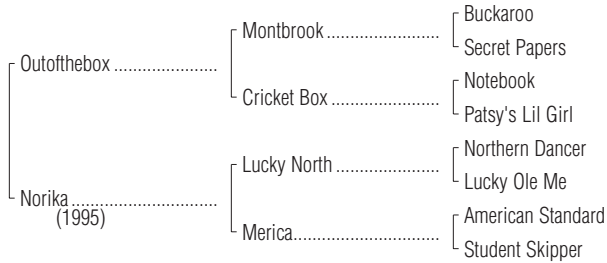 Buckaroo
Montbrook ..........................
Secret Papers
Outofthebox ........................
Notebook
Cricket Box .........................
Patsy's Lil Girl
Northern Dancer
Lucky North ........................
Lucky Ole Me
Norika..................................
(1995)
American Standard
Merica..................................
Student Skipper